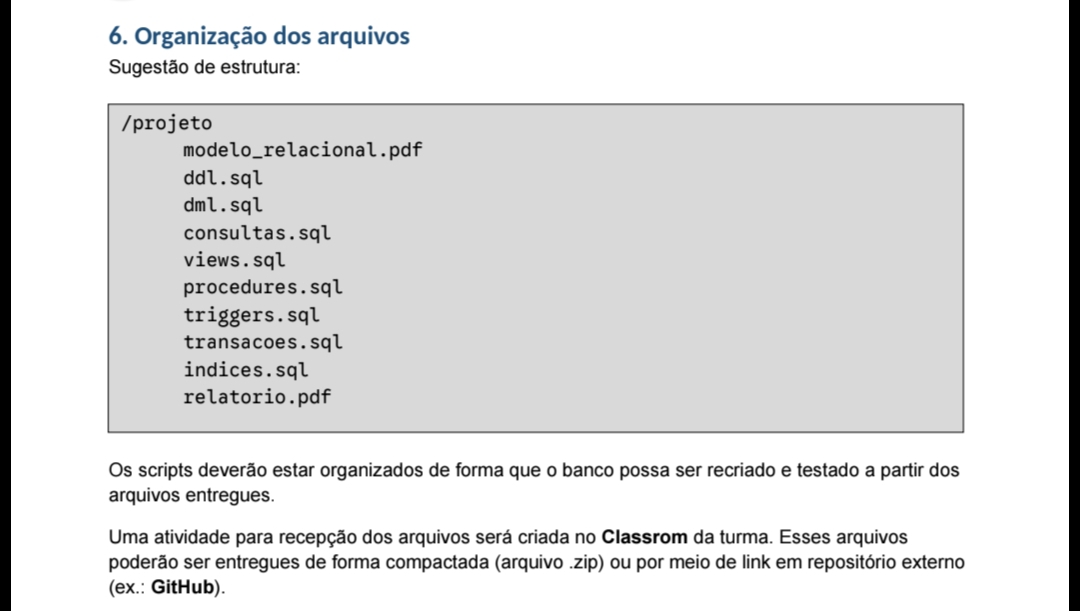 6. Organização dos arquivos
Sugestão de estrutura:
/projeto
modelo_relacional.pdf
ddl.sql
dml.sql
consultas.sql
views.sql
procedures.sql
triggers.sql
transacoes.sql
indices.sql
relatorio.pdf
Os scripts deverão estar organizados de forma que o banco possa ser recriado e testado a partir dos
arquivos entregues.
Uma atividade para recepção dos arquivos será criada no Classrom da turma. Esses arquivos
poderão ser entregues de forma compactada (arquivo .zip) ou por meio de link em repositório externo
(ex.: GitHub).